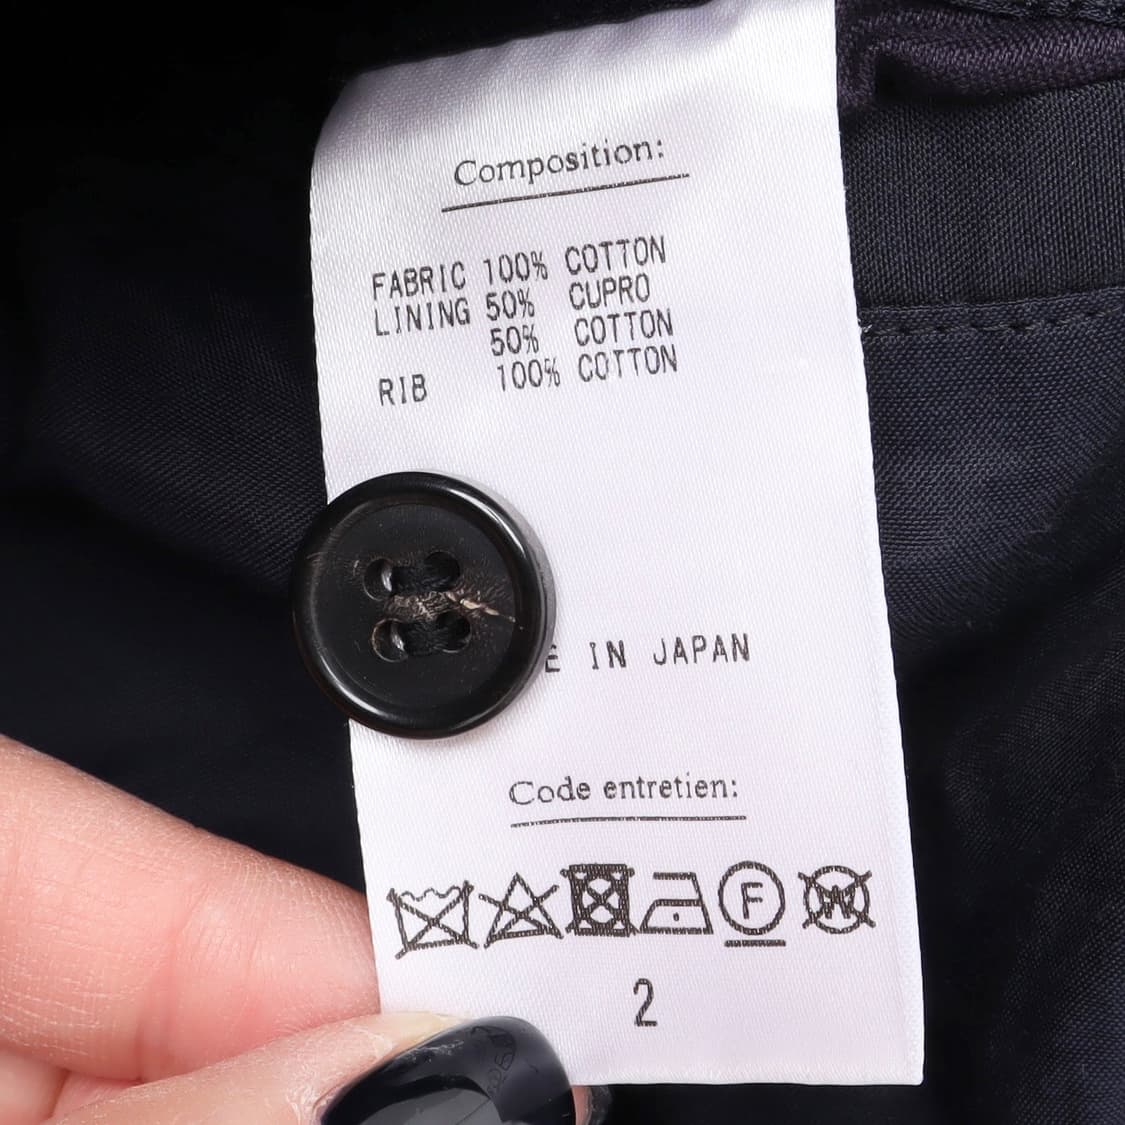 Composition:
FABRIC 100% COTTON
LINING 50% CUPRO
50% COTTON
RIB 100% COTTON
IN JAPAN
Code entretien:
F W
2